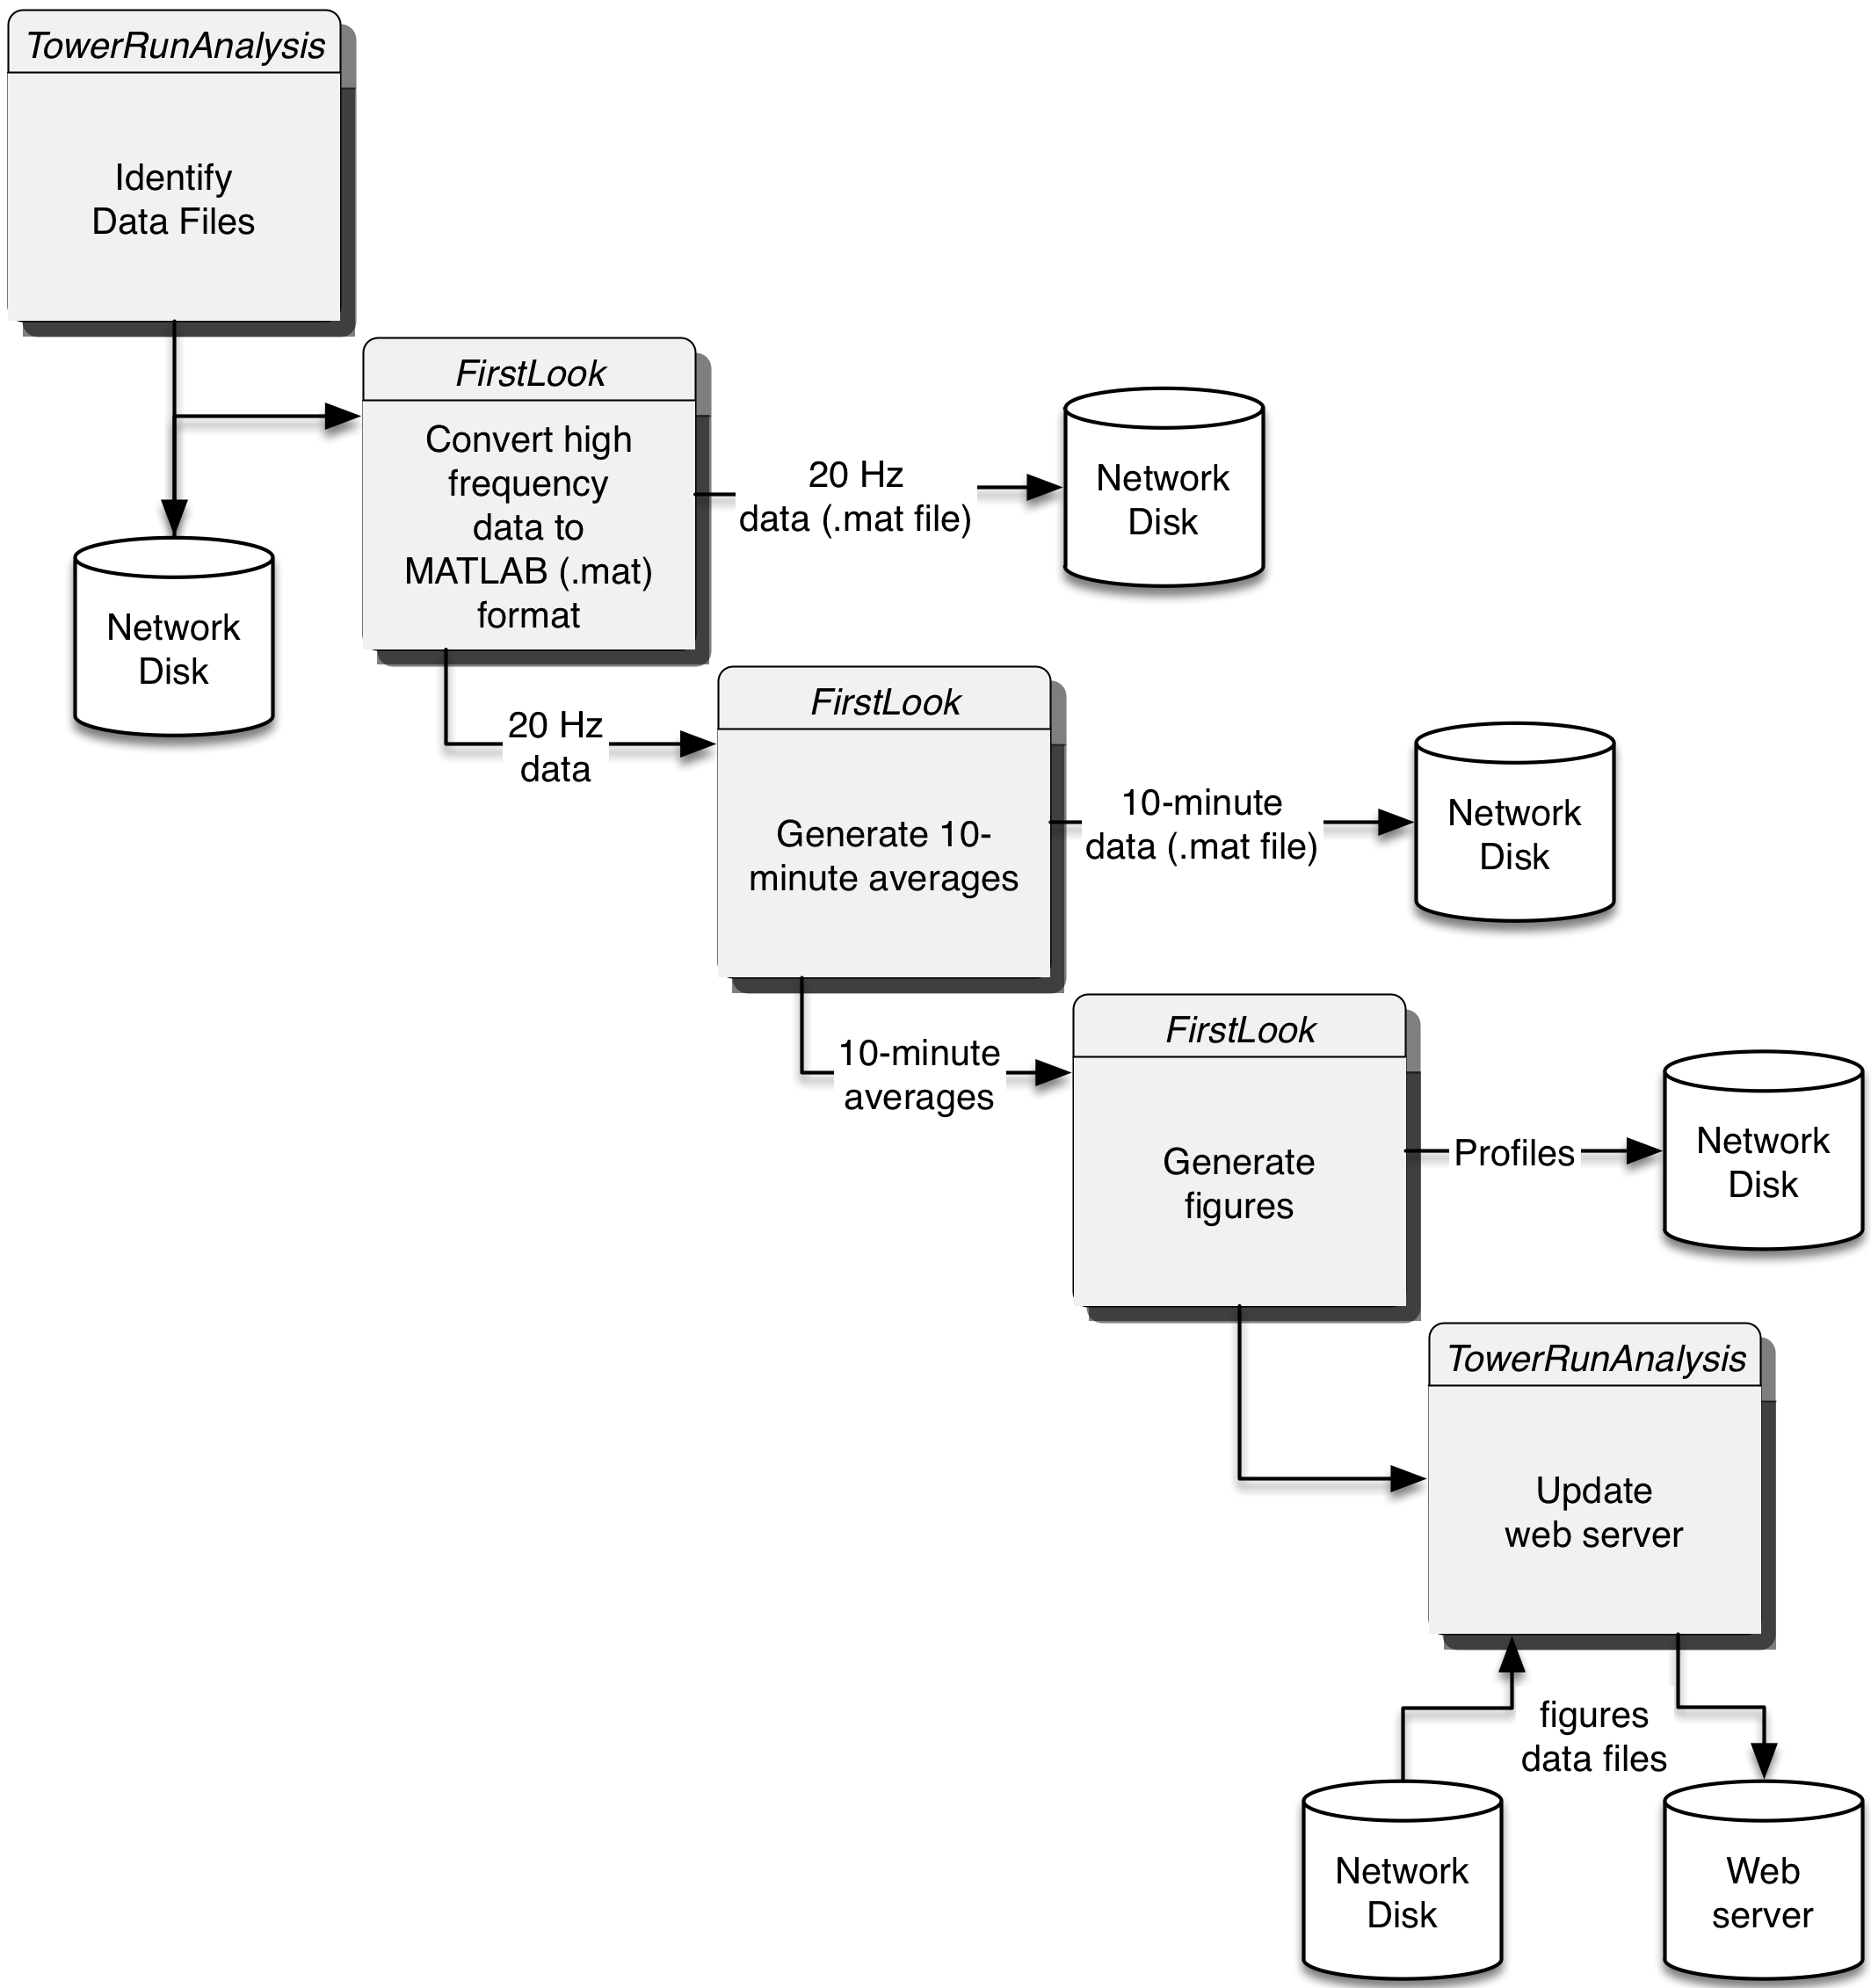 TowerRunAnalysis
Identify
Data Files
Network
Disk
FirstLook
Convert high
frequency
data to
MATLAB (.mat)
format
20 Hz
data (.mat file)
Network
Disk
20 Hz
data
FirstLook
Generate 10-
minute averages
10-minute
data (.mat file)
Network
Disk
10-minute
averages
FirstLook
Generate
figures
Profiles
Network
Disk
TowerRunAnalysis
Update
web server
figures
data files
Network
Disk
Web
server